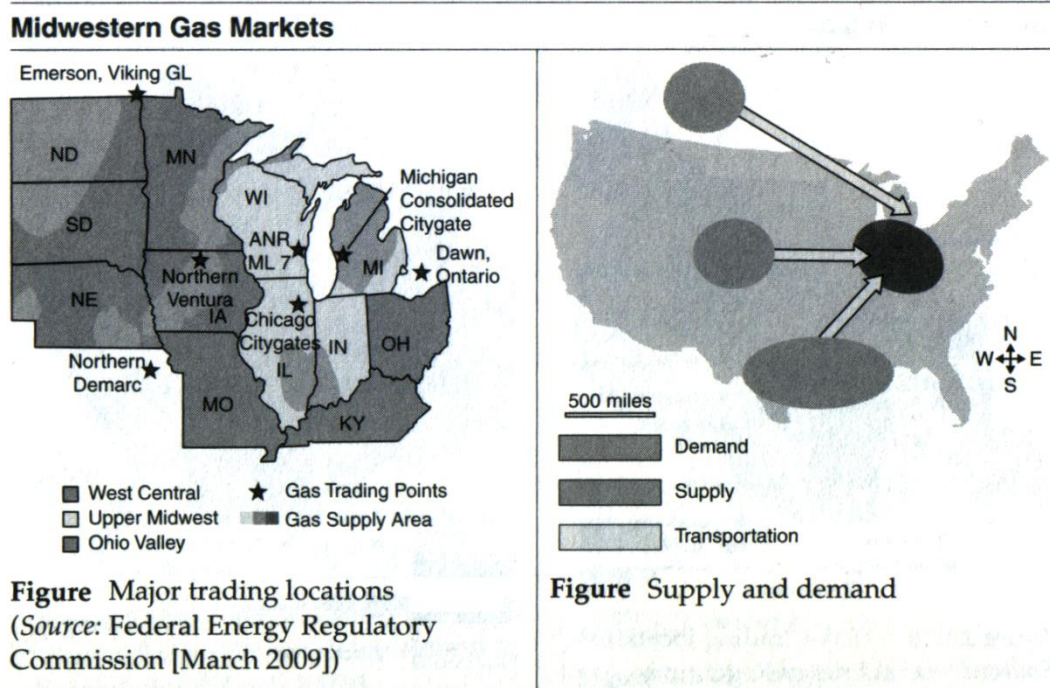 Midwestern Gas Markets
Emerson, Viking GL
ND
MN
SD
WI
Michigan
Consolidated
Citygate
ANR
ML 7
MI
Dawn,
Ontario
NE
Northern
Ventura
IA
Chicago
Citygates
IL
IN
OH
Northern
Demarc
MO
KY
West Central
Upper Midwest
Ohio Valley
Gas Trading Points
Gas Supply Area
Figure Major trading locations
(Source: Federal Energy Regulatory
Commission [March 2009])
N
W E
S
500 miles
Demand
Supply
Transportation
Figure Supply and demand